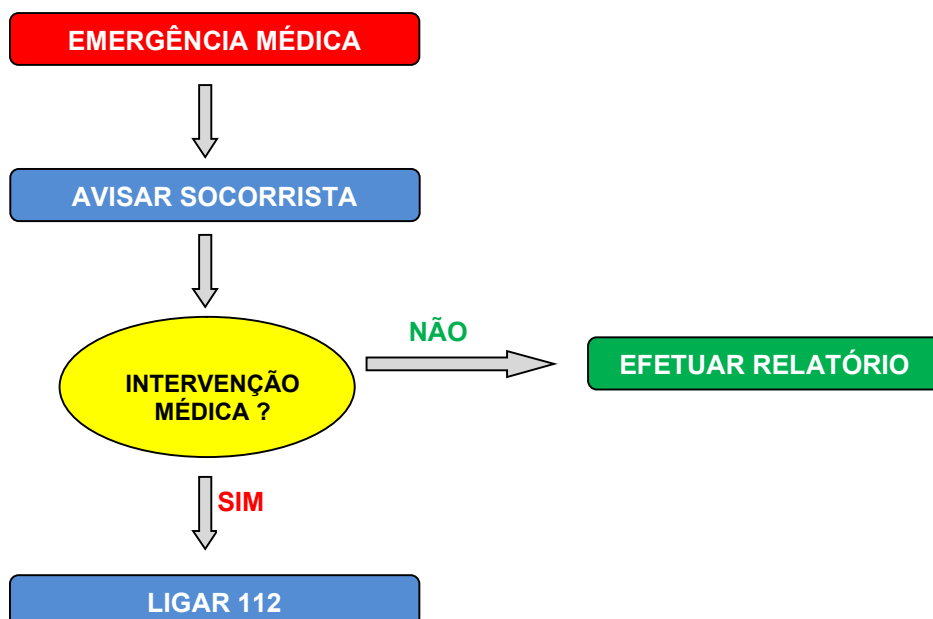 EMERGÊNCIA MÉDICA
AVISAR SOCORRISTA
NÃO
EFETUAR RELATÓRIO
INTERVENÇÃO
MÉDICA ?
SIM
LIGAR 112